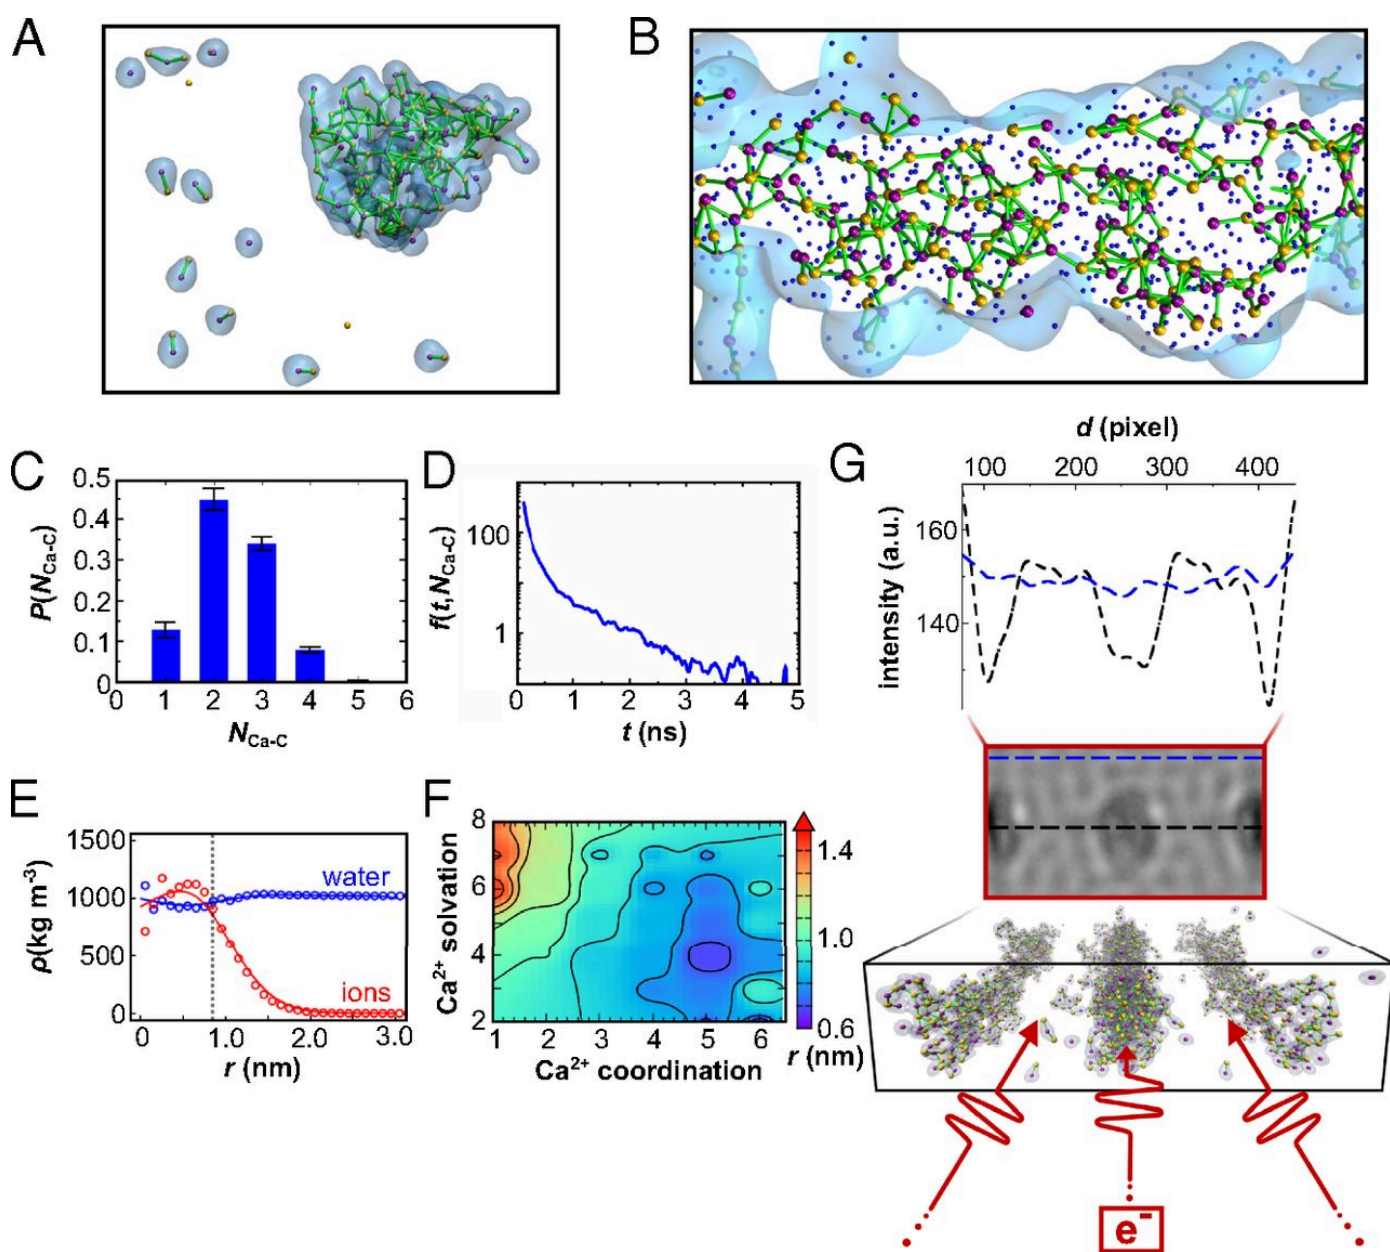 A
B
C
0.5
0.4
0.3
0.2
0.1
0
P(N_Ca-C)
0 1 2 3 4 5 6
N_Ca-C
D
100
1
f(t, N_Ca-C)
0 1 2 3 4 5
t (ns)
E
1500
1000
500
0
ρ(kg m⁻³)
water
ions
0 1.0 2.0 3.0
r (nm)
F
8
6
4
2
Ca²⁺ solvation
1 2 3 4 5 6
Ca²⁺ coordination
1.4
1.0
0.6
r (nm)
G
d (pixel)
100 200 300 400
160
140
intensity (a.u.)
e⁻